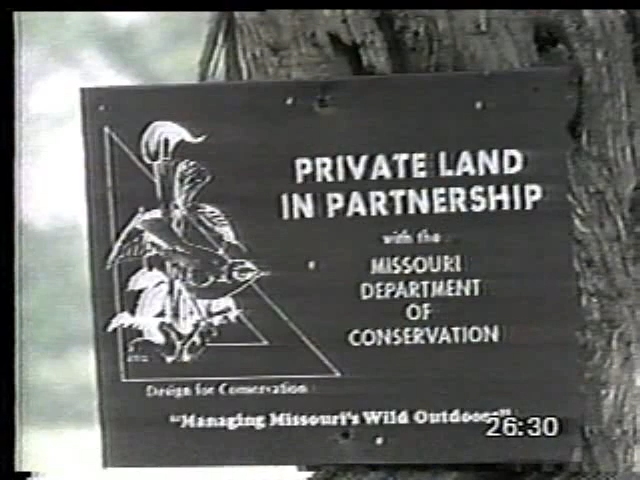 PRIVATE LAND
IN PARTNERSHIP
with the
MISSOURI
DEPARTMENT
OF
CONSERVATION
Design for Conservation
"Managing Missouri's Wild Outdoors"
26:30